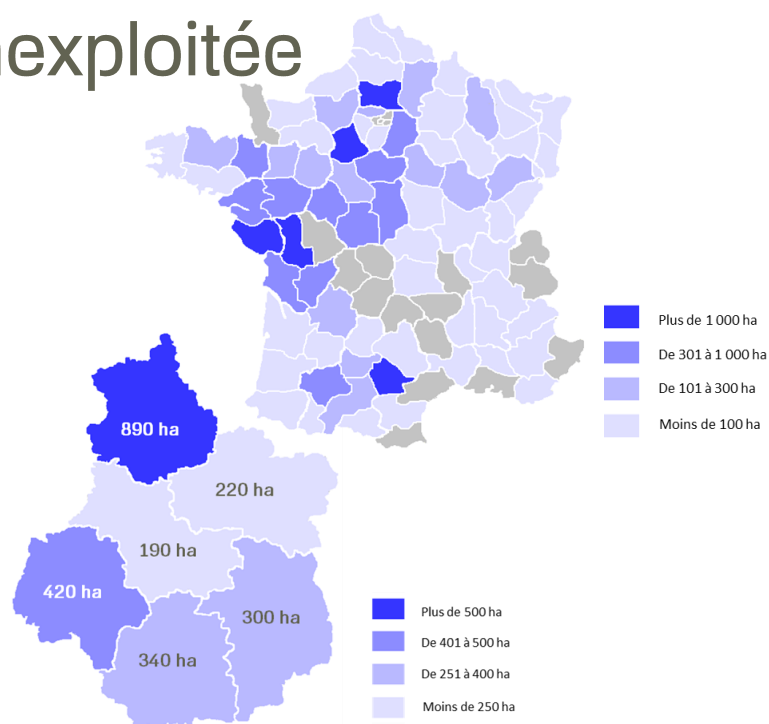 nexploitée
Plus de 1 000 ha
De 301 à 1 000 ha
De 101 à 300 ha
Moins de 100 ha
890 ha
220 ha
190 ha
420 ha
300 ha
340 ha
Plus de 500 ha
De 401 à 500 ha
De 251 à 400 ha
Moins de 250 ha